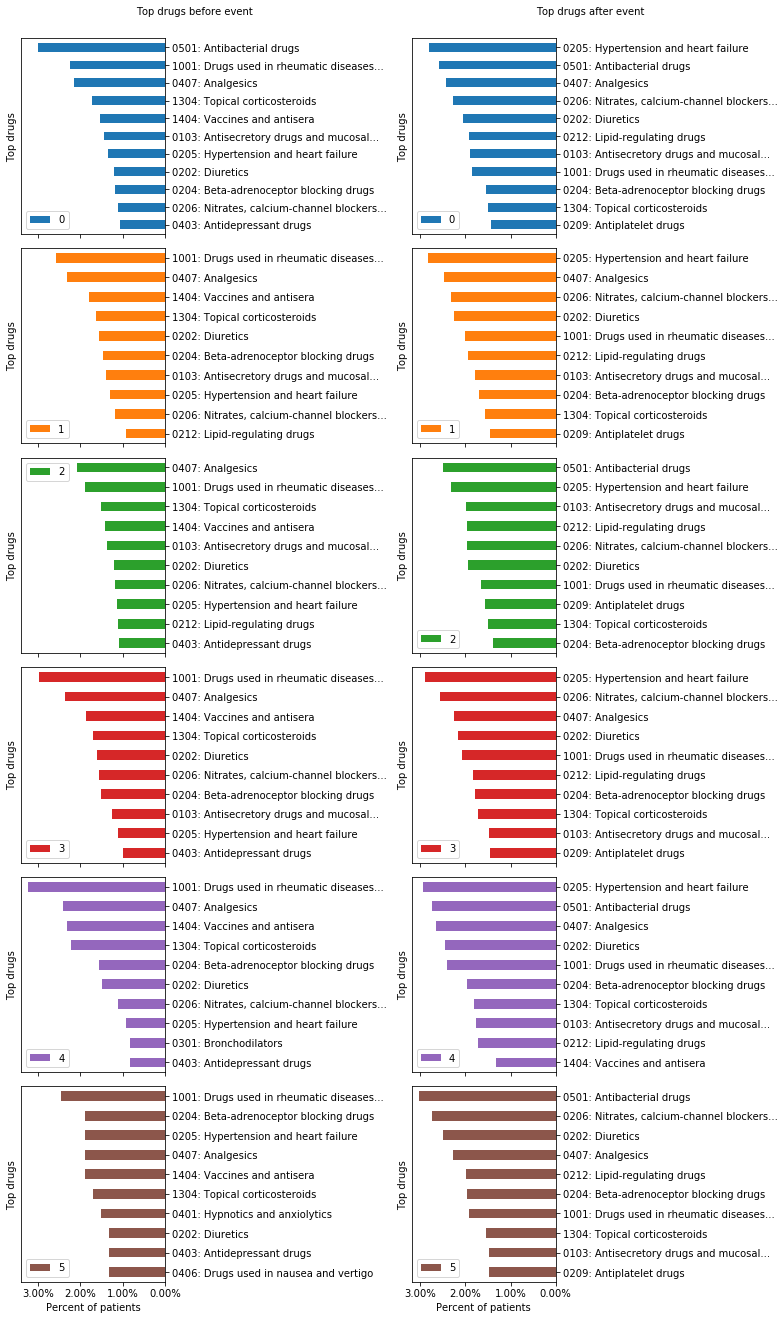 Top drugs before event
Top drugs
0501: Antibacterial drugs
1001: Drugs used in rheumatic diseases...
0407: Analgesics
1304: Topical corticosteroids
1404: Vaccines and antisera
0103: Antisecretory drugs and mucosal...
0205: Hypertension and heart failure
0202: Diuretics
0204: Beta-adrenoceptor blocking drugs
0206: Nitrates, calcium-channel blockers...
0403: Antidepressant drugs
0
Top drugs after event
Top drugs
0205: Hypertension and heart failure
0501: Antibacterial drugs
0407: Analgesics
0206: Nitrates, calcium-channel blockers...
0202: Diuretics
0212: Lipid-regulating drugs
0103: Antisecretory drugs and mucosal...
1001: Drugs used in rheumatic diseases...
0204: Beta-adrenoceptor blocking drugs
1304: Topical corticosteroids
0209: Antiplatelet drugs
0
Top drugs
1001: Drugs used in rheumatic diseases...
0407: Analgesics
1404: Vaccines and antisera
1304: Topical corticosteroids
0202: Diuretics
0204: Beta-adrenoceptor blocking drugs
0103: Antisecretory drugs and mucosal...
0205: Hypertension and heart failure
0206: Nitrates, calcium-channel blockers...
0212: Lipid-regulating drugs
1
Top drugs
0205: Hypertension and heart failure
0407: Analgesics
0206: Nitrates, calcium-channel blockers...
0202: Diuretics
1001: Drugs used in rheumatic diseases...
0212: Lipid-regulating drugs
0103: Antisecretory drugs and mucosal...
0204: Beta-adrenoceptor blocking drugs
1304: Topical corticosteroids
0209: Antiplatelet drugs
1
Top drugs
2
0407: Analgesics
1001: Drugs used in rheumatic diseases...
1304: Topical corticosteroids
1404: Vaccines and antisera
0103: Antisecretory drugs and mucosal...
0202: Diuretics
0206: Nitrates, calcium-channel blockers...
0205: Hypertension and heart failure
0212: Lipid-regulating drugs
0403: Antidepressant drugs
Top drugs
0501: Antibacterial drugs
0205: Hypertension and heart failure
0103: Antisecretory drugs and mucosal...
0212: Lipid-regulating drugs
0206: Nitrates, calcium-channel blockers...
0202: Diuretics
1001: Drugs used in rheumatic diseases...
0209: Antiplatelet drugs
1304: Topical corticosteroids
0204: Beta-adrenoceptor blocking drugs
2
Top drugs
1001: Drugs used in rheumatic diseases...
0407: Analgesics
1404: Vaccines and antisera
1304: Topical corticosteroids
0202: Diuretics
0206: Nitrates, calcium-channel blockers...
0204: Beta-adrenoceptor blocking drugs
0103: Antisecretory drugs and mucosal...
0205: Hypertension and heart failure
0403: Antidepressant drugs
3
Top drugs
0205: Hypertension and heart failure
0206: Nitrates, calcium-channel blockers...
0407: Analgesics
0202: Diuretics
1001: Drugs used in rheumatic diseases...
0212: Lipid-regulating drugs
0204: Beta-adrenoceptor blocking drugs
1304: Topical corticosteroids
0103: Antisecretory drugs and mucosal...
0209: Antiplatelet drugs
3
Top drugs
1001: Drugs used in rheumatic diseases...
0407: Analgesics
1404: Vaccines and antisera
1304: Topical corticosteroids
0204: Beta-adrenoceptor blocking drugs
0202: Diuretics
0206: Nitrates, calcium-channel blockers...
0205: Hypertension and heart failure
0301: Bronchodilators
0403: Antidepressant drugs
4
Top drugs
0205: Hypertension and heart failure
0501: Antibacterial drugs
0407: Analgesics
0202: Diuretics
1001: Drugs used in rheumatic diseases...
0204: Beta-adrenoceptor blocking drugs
1304: Topical corticosteroids
0103: Antisecretory drugs and mucosal...
0212: Lipid-regulating drugs
1404: Vaccines and antisera
4
Top drugs
1001: Drugs used in rheumatic diseases...
0204: Beta-adrenoceptor blocking drugs
0205: Hypertension and heart failure
0407: Analgesics
1404: Vaccines and antisera
1304: Topical corticosteroids
0401: Hypnotics and anxiolytics
0202: Diuretics
0403: Antidepressant drugs
0406: Drugs used in nausea and vertigo
5
3.00% 2.00% 1.00% 0.00%
Percent of patients
Top drugs
0501: Antibacterial drugs
0206: Nitrates, calcium-channel blockers...
0202: Diuretics
0407: Analgesics
0212: Lipid-regulating drugs
0204: Beta-adrenoceptor blocking drugs
1001: Drugs used in rheumatic diseases...
1304: Topical corticosteroids
0103: Antisecretory drugs and mucosal...
0209: Antiplatelet drugs
5
3.00% 2.00% 1.00% 0.00%
Percent of patients